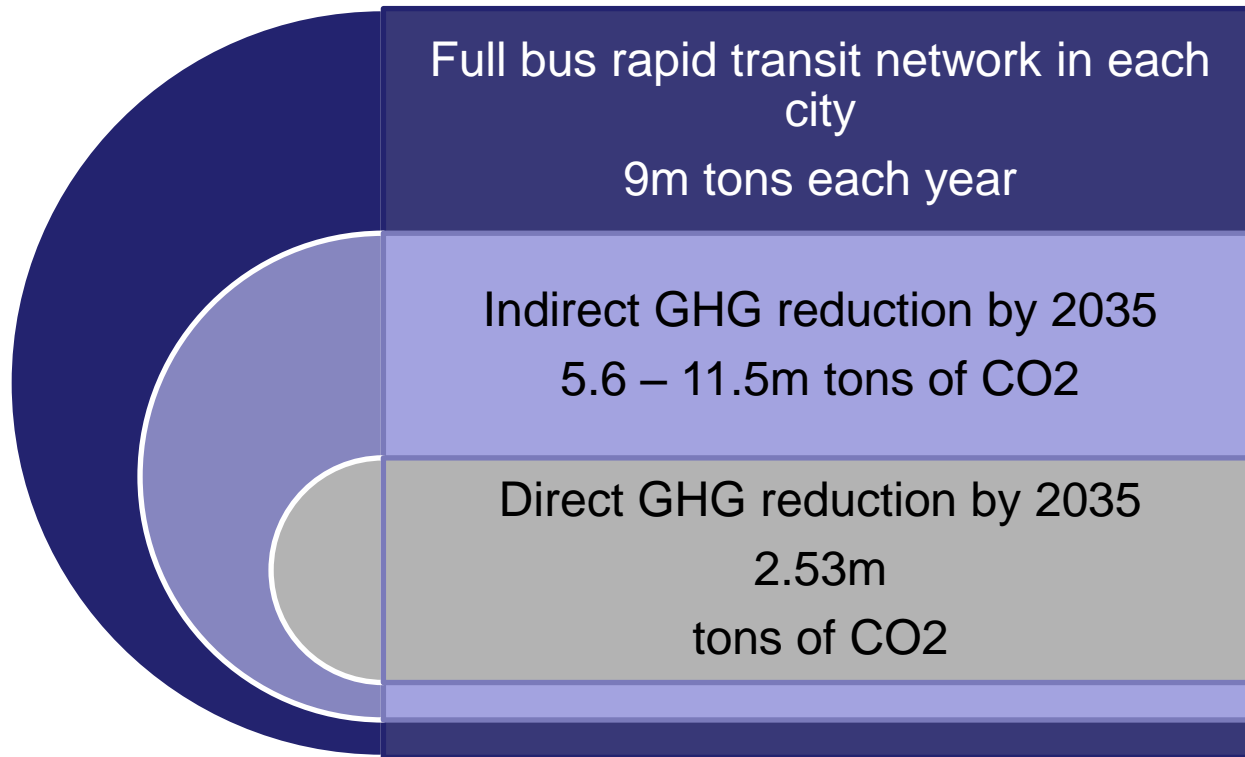 Full bus rapid transit network in each
city
9m tons each year
Indirect GHG reduction by 2035
5.6 – 11.5m tons of CO2
Direct GHG reduction by 2035
2.53m
tons of CO2